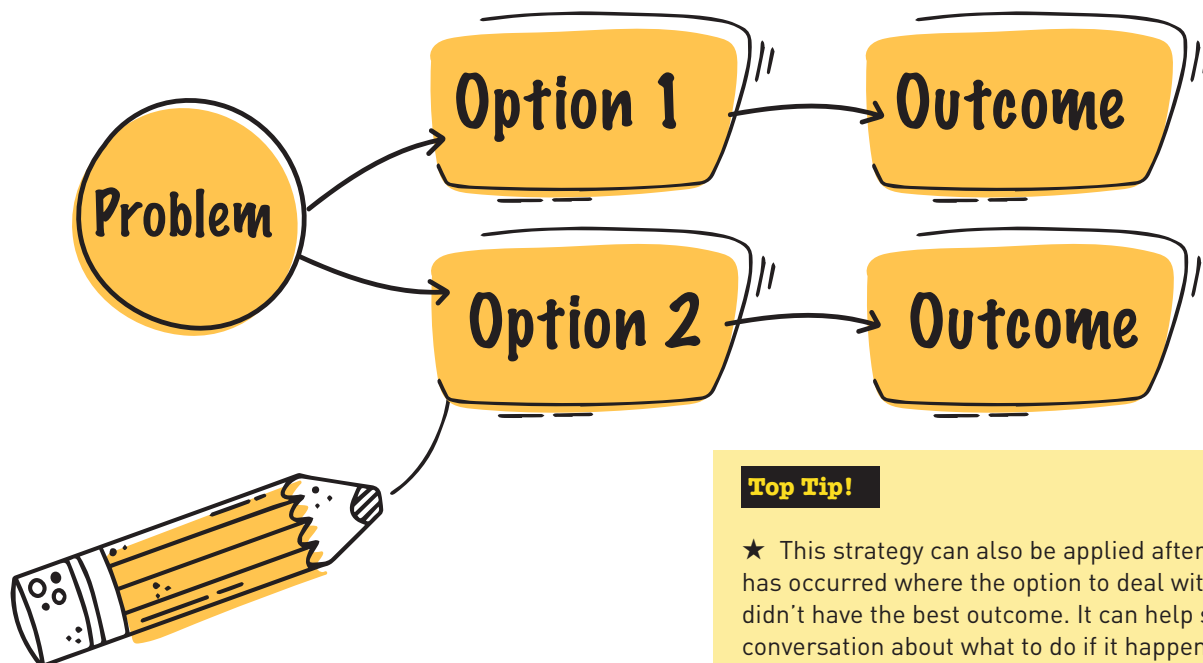 Option 1
Outcome
Problem
Option 2
Outcome
Top Tip!
★ This strategy can also be applied after
has occurred where the option to deal wit
didn’t have the best outcome. It can help s
conversation about what to do if it happen